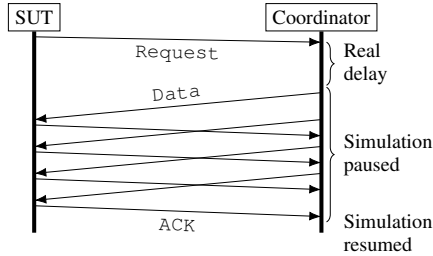 SUT
Coordinator
Request
Real
delay
Data
Simulation
paused
ACK
Simulation
resumed